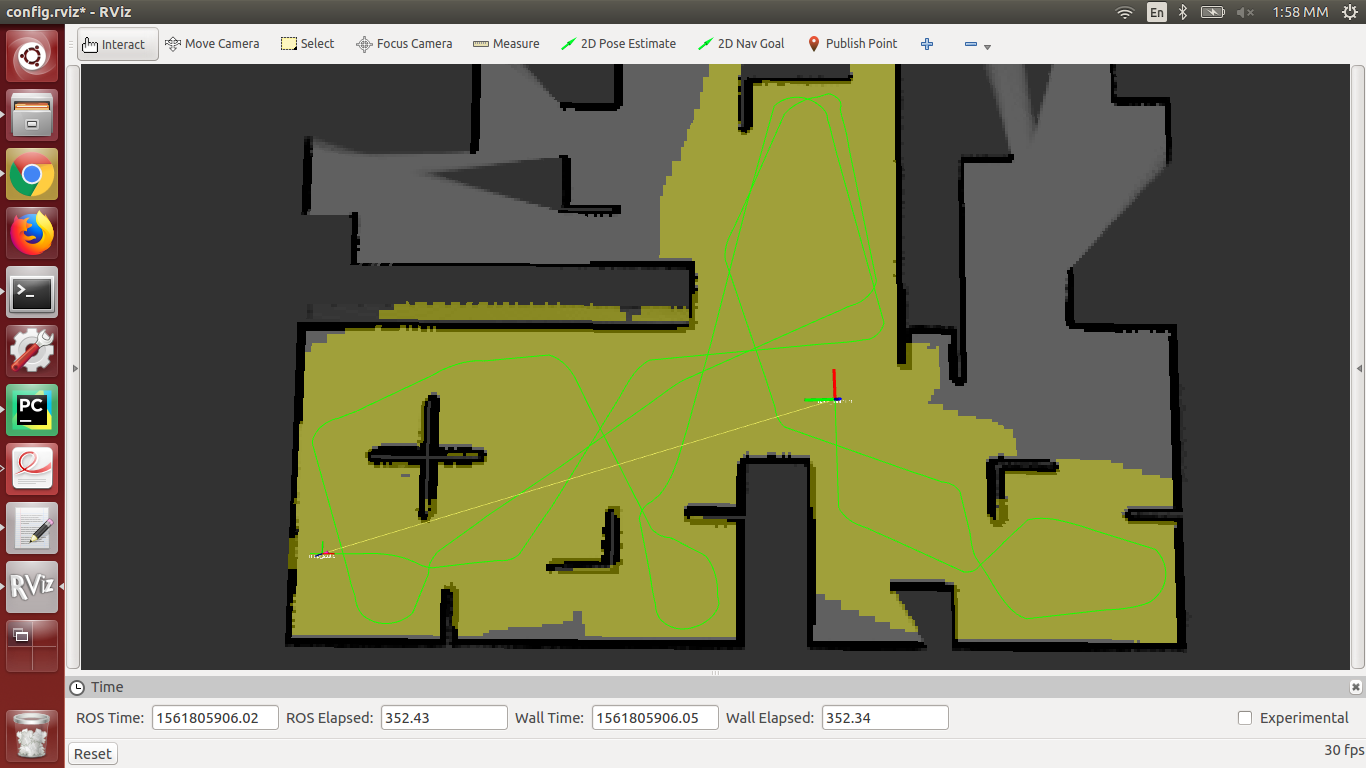 config.rviz* - RViz
En
1:58 MM
Interact
Move Camera
Select
Focus Camera
Measure
2D Pose Estimate
2D Nav Goal
Publish Point
PC
RViz
Time
ROS Time: 1561805906.02 ROS Elapsed: 352.43 Wall Time: 1561805906.05 Wall Elapsed: 352.34 Experimental
Reset
30 fps